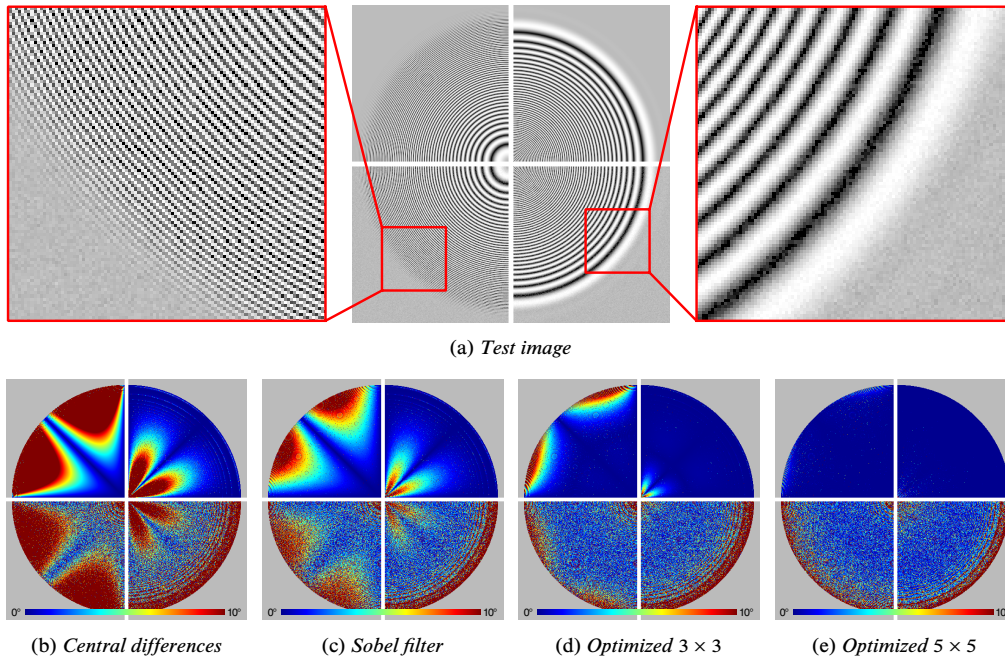 (a) Test image
0° 10°
0° 10°
0° 10°
0° 10°
(b) Central differences
(c) Sobel filter
(d) Optimized 3 × 3
(e) Optimized 5 × 5